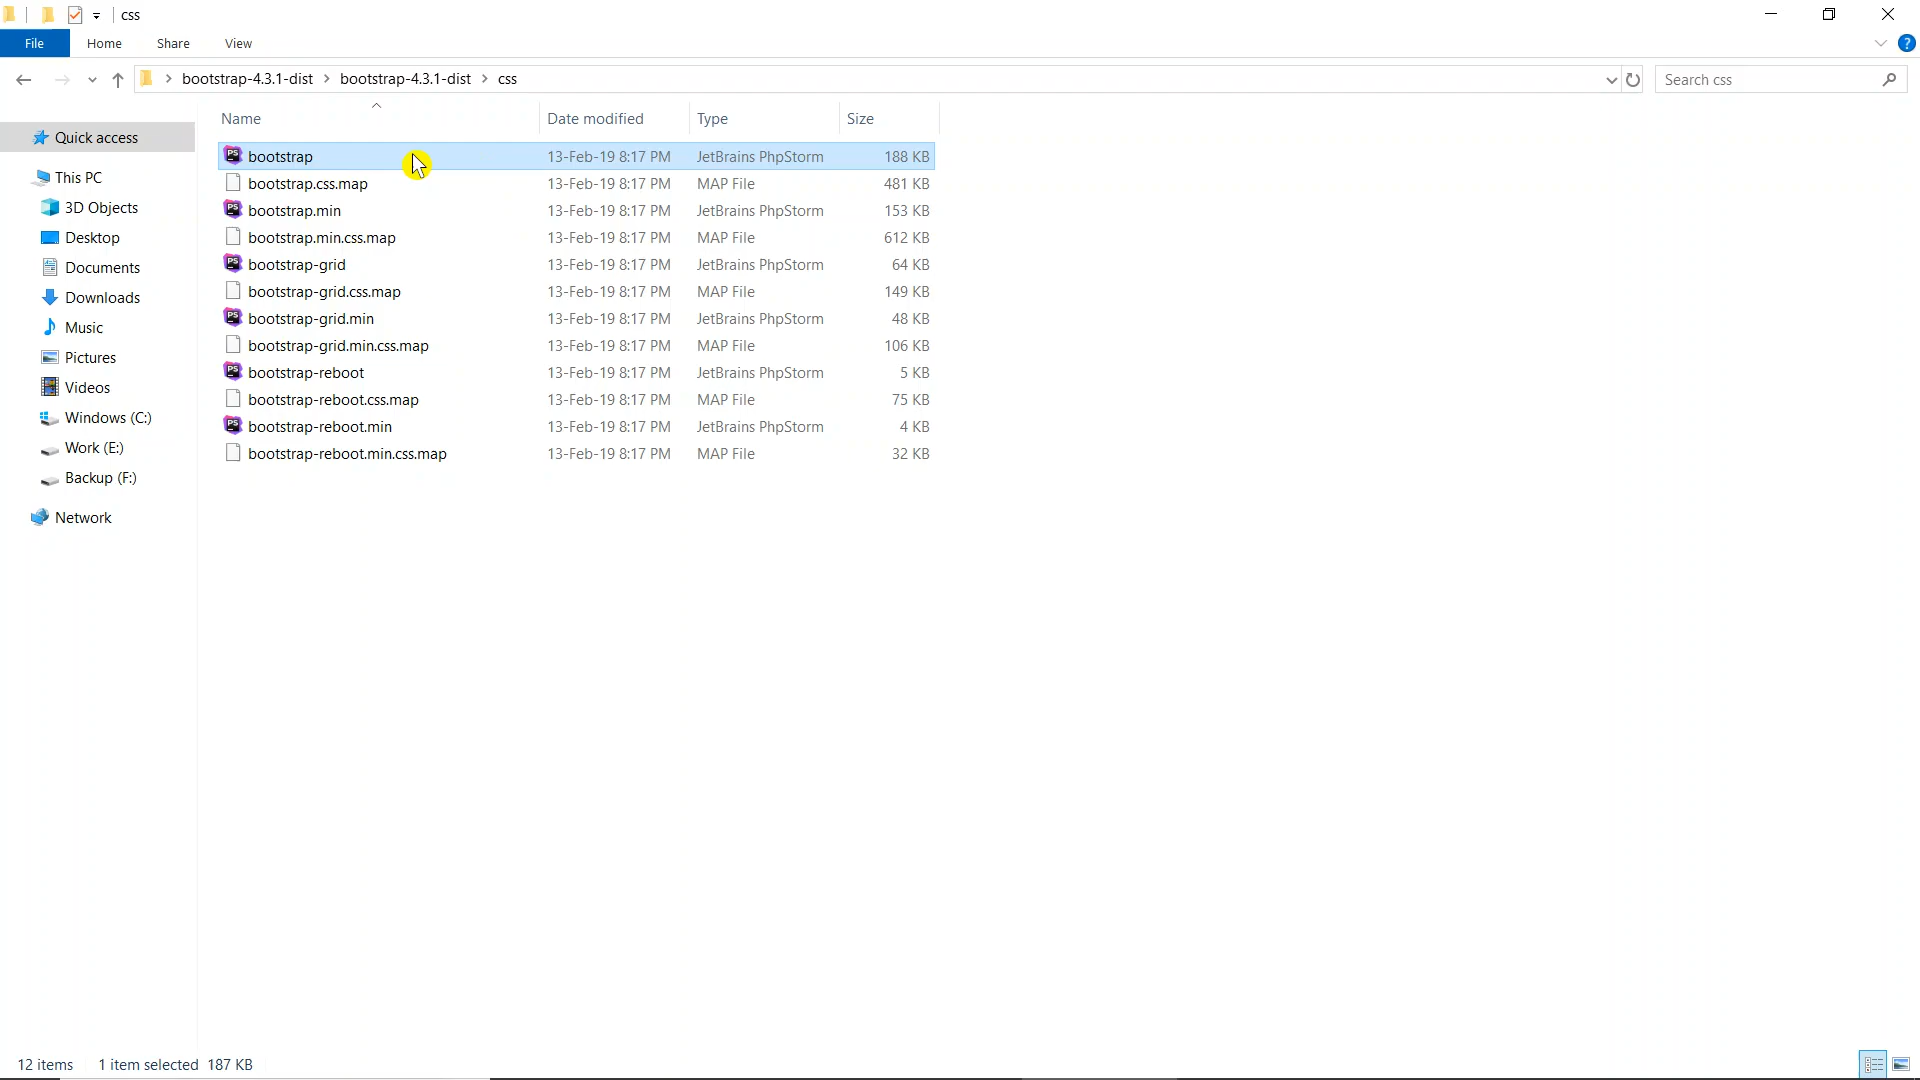 css
File Home Share View
bootstrap-4.3.1-dist bootstrap-4.3.1-dist css Search css
Name Date modified Type Size
Quick access
This PC
3D Objects
Desktop
Documents
Downloads
Music
Pictures
Videos
Windows (C:)
Work (E:)
Backup (F:)
Network
bootstrap 13-Feb-19 8:17 PM JetBrains PhpStorm 188 KB
bootstrap.css.map 13-Feb-19 8:17 PM MAP File 481 KB
bootstrap.min 13-Feb-19 8:17 PM JetBrains PhpStorm 153 KB
bootstrap.min.css.map 13-Feb-19 8:17 PM MAP File 612 KB
bootstrap-grid 13-Feb-19 8:17 PM JetBrains PhpStorm 64 KB
bootstrap-grid.css.map 13-Feb-19 8:17 PM MAP File 149 KB
bootstrap-grid.min 13-Feb-19 8:17 PM JetBrains PhpStorm 48 KB
bootstrap-grid.min.css.map 13-Feb-19 8:17 PM MAP File 106 KB
bootstrap-reboot 13-Feb-19 8:17 PM JetBrains PhpStorm 5 KB
bootstrap-reboot.css.map 13-Feb-19 8:17 PM MAP File 75 KB
bootstrap-reboot.min 13-Feb-19 8:17 PM JetBrains PhpStorm 4 KB
bootstrap-reboot.min.css.map 13-Feb-19 8:17 PM MAP File 32 KB
12 items 1 item selected 187 KB